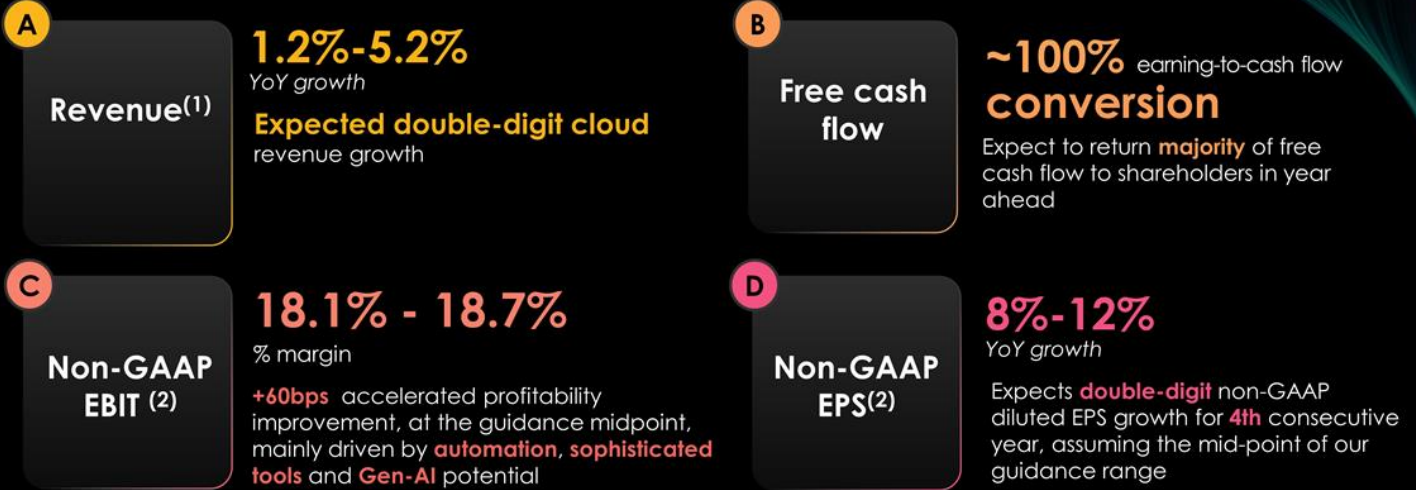 A
Revenue(1)
1.2%-5.2%
YoY growth
Expected double-digit cloud
revenue growth
B
Free cash
flow
~100% earning-to-cash flow
conversion
Expect to return majority of free
cash flow to shareholders in year
ahead
C
Non-GAAP
EBIT (2)
18.1% - 18.7%
% margin
+60bps accelerated profitability
improvement, at the guidance midpoint,
mainly driven by automation, sophisticated
tools and Gen-AI potential
D
Non-GAAP
EPS(2)
8%-12%
YoY growth
Expects double-digit non-GAAP
diluted EPS growth for 4th consecutive
year, assuming the mid-point of our
guidance range